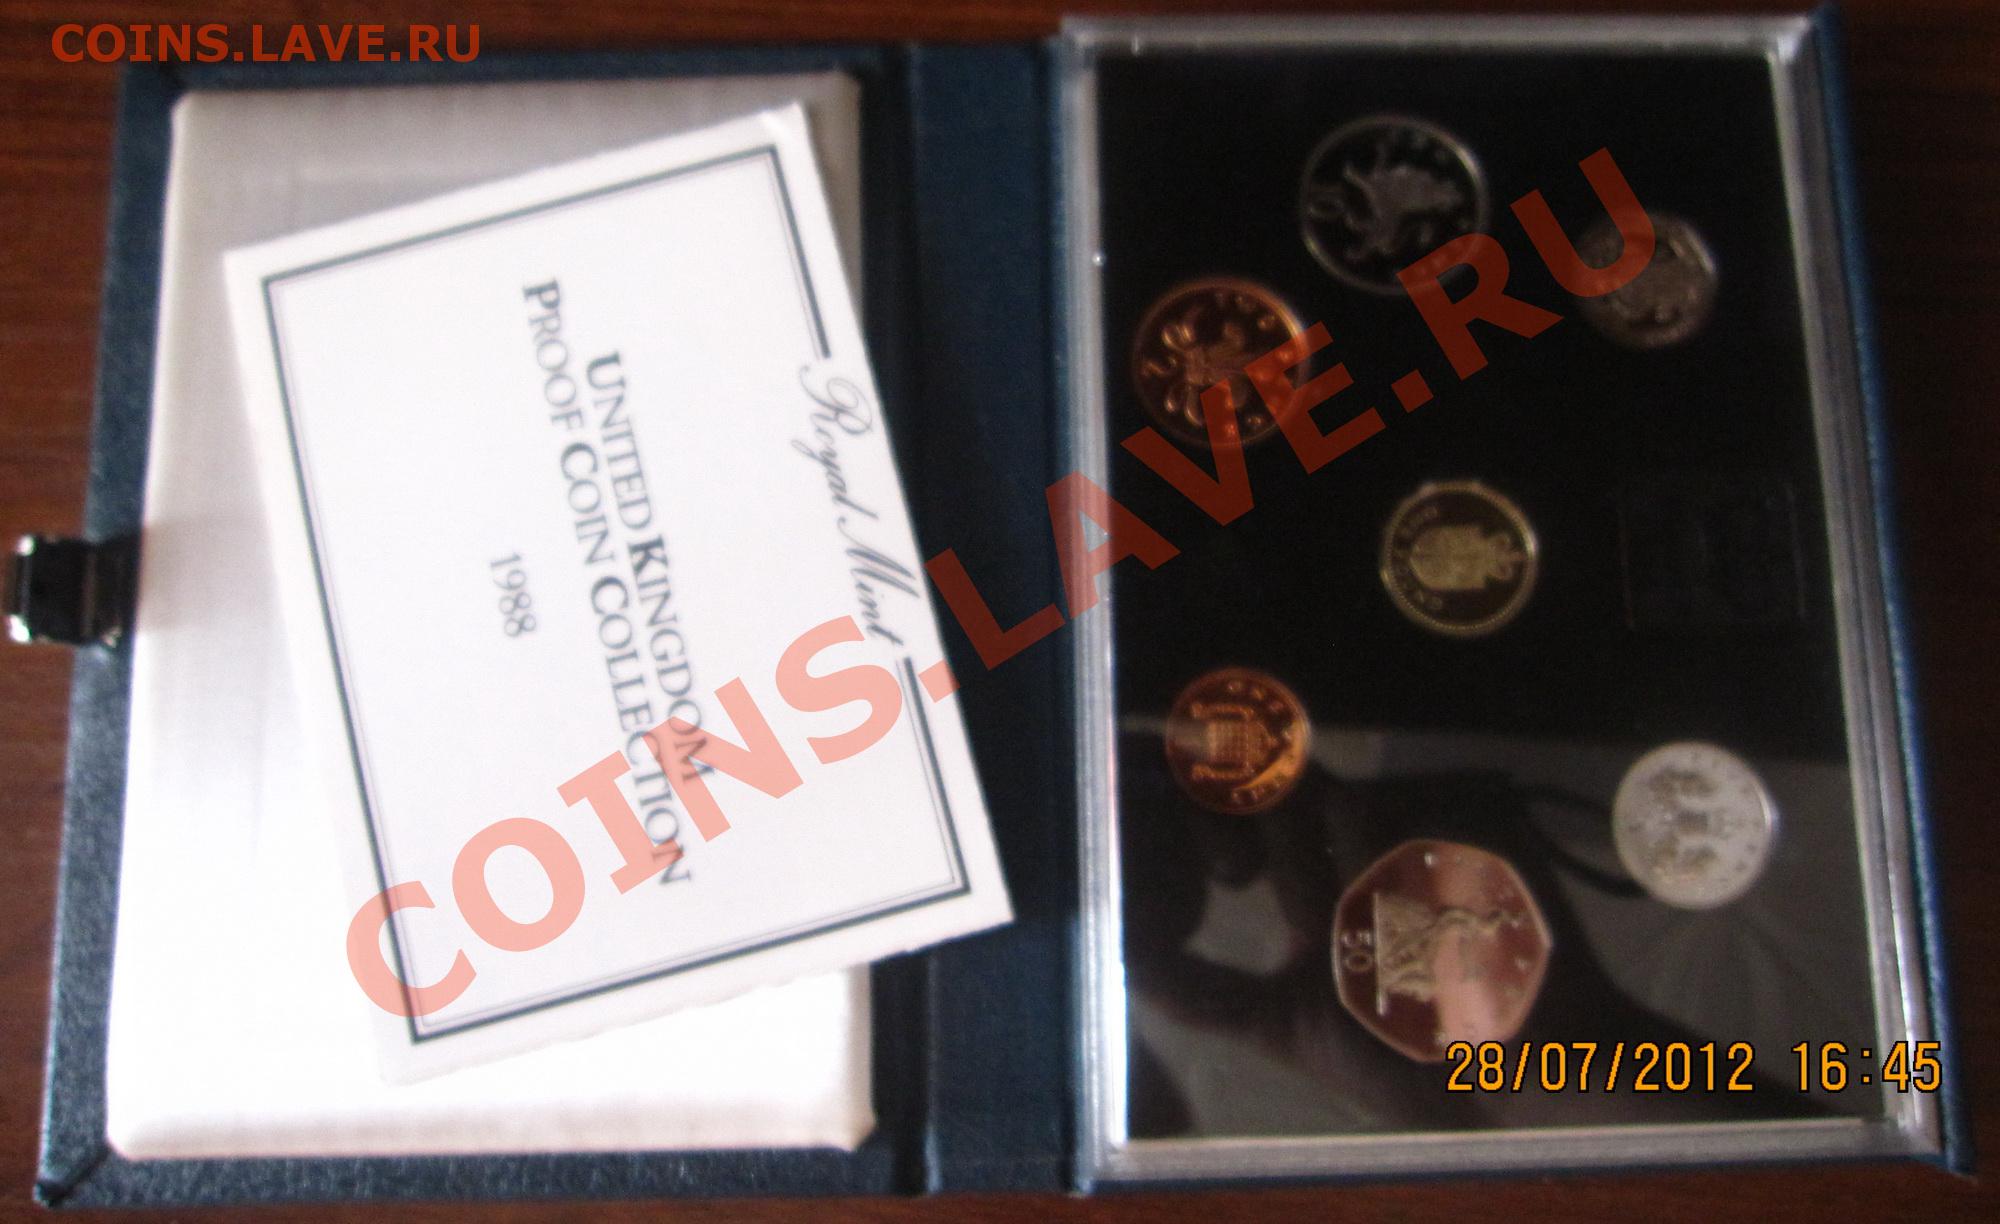 COINS.LAVE.RU
Royal Mint
UNITED KINGDOM
PROOF COIN COLLECTION
1988
COINS.LAVE.RU
50
28/07/2012 16:45